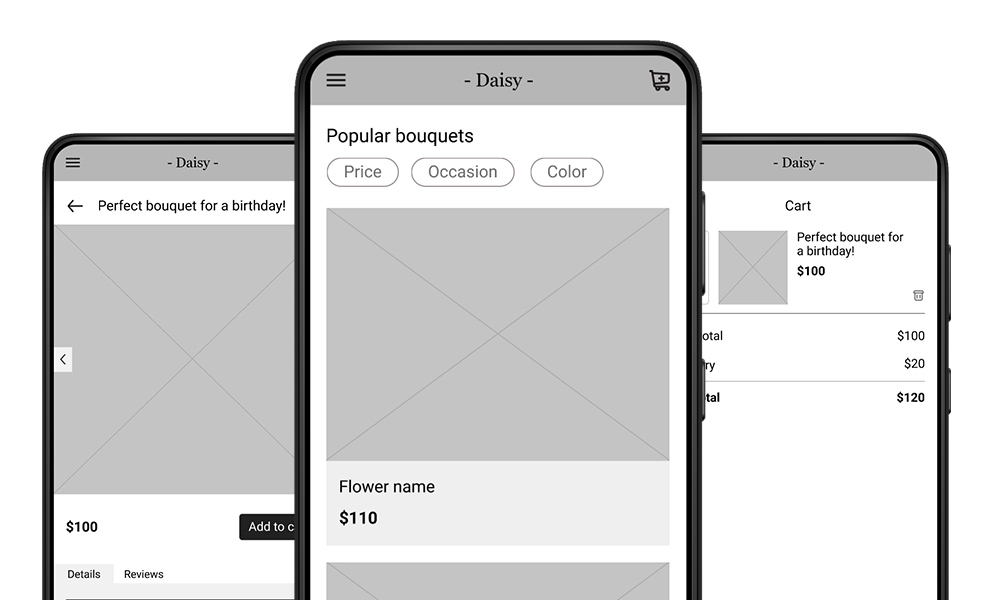 - Daisy -
Perfect bouquet for a birthday!
$100
Add to c
Details
Reviews
- Daisy -
Popular bouquets
Price
Occasion
Color
Flower name
$110
- Daisy -
Cart
Perfect bouquet for
a birthday!
$100
otal $100
ry $20
tal $120